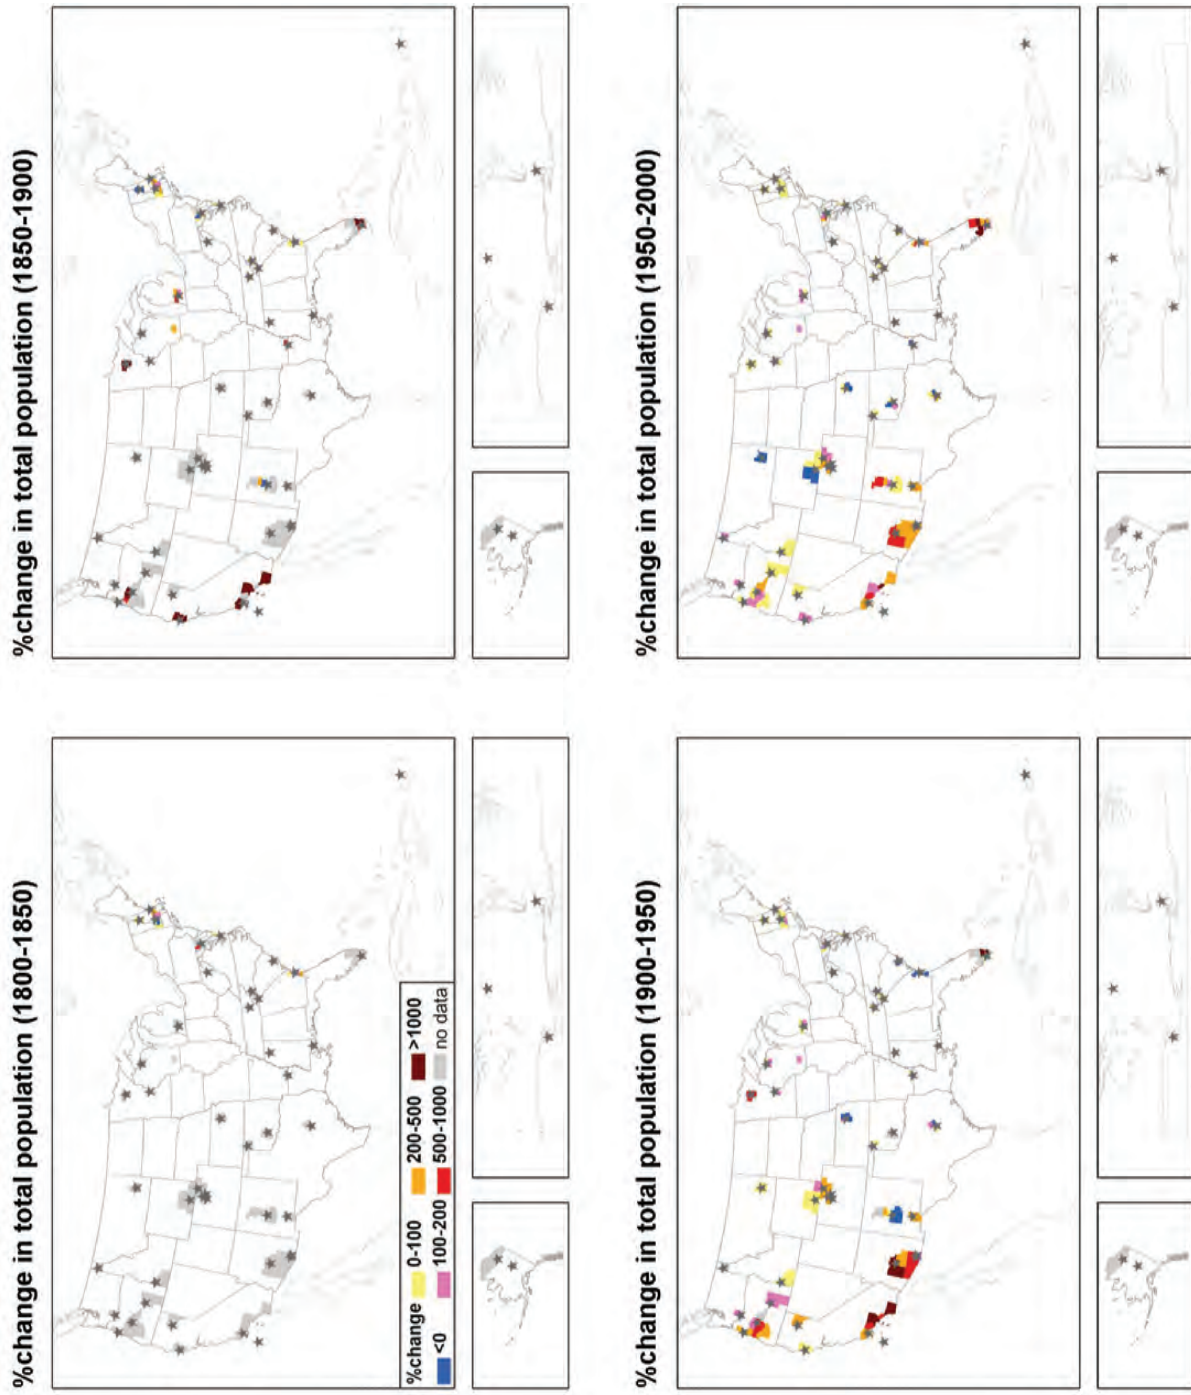 %change in total population (1800-1850)
%change 0-100 200-500 >1000
<0 100-200 500-1000 no data
%change in total population (1850-1900)
%change in total population (1900-1950)
%change in total population (1950-2000)